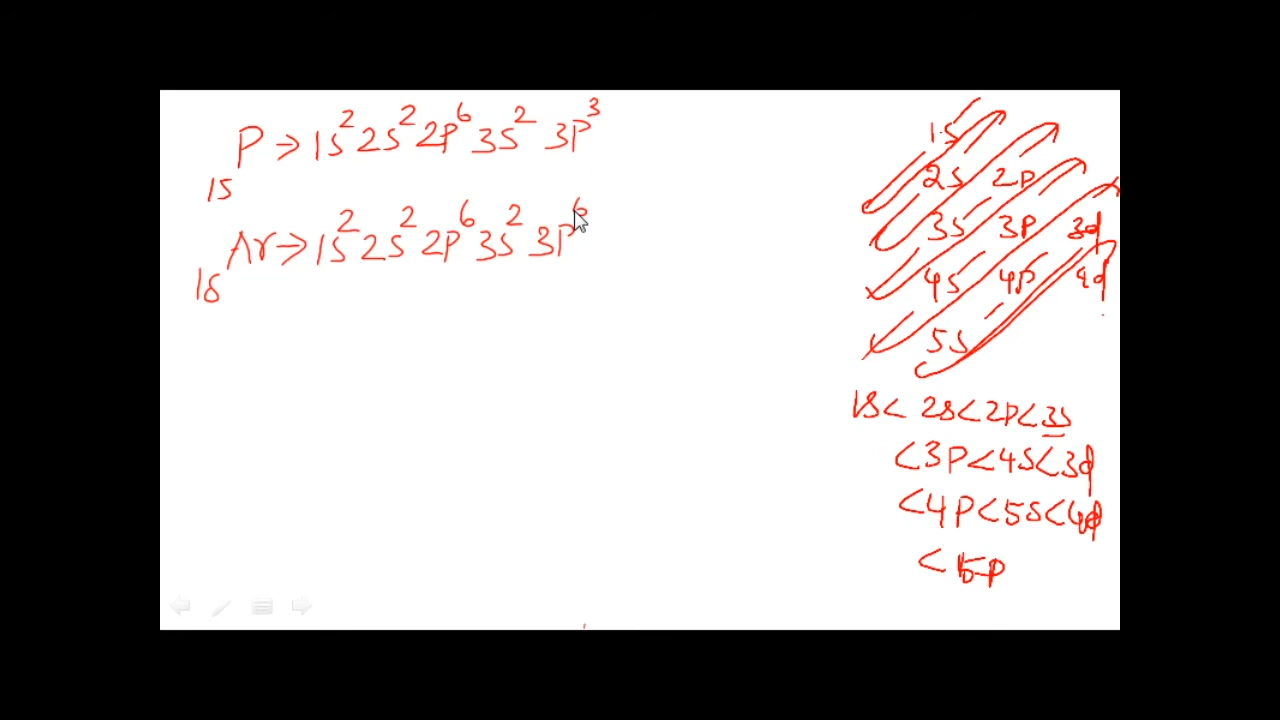 P → 1s² 2s² 2p⁶ 3s² 3p³
15
Ar → 1s² 2s² 2p⁶ 3s² 3p⁶
18
1s
2s 2p
3s 3p 3d
4s 4p 4d
5s
1s< 2s<2p<3s
<3p<4s<3d
<4p<5s<4d
<5p